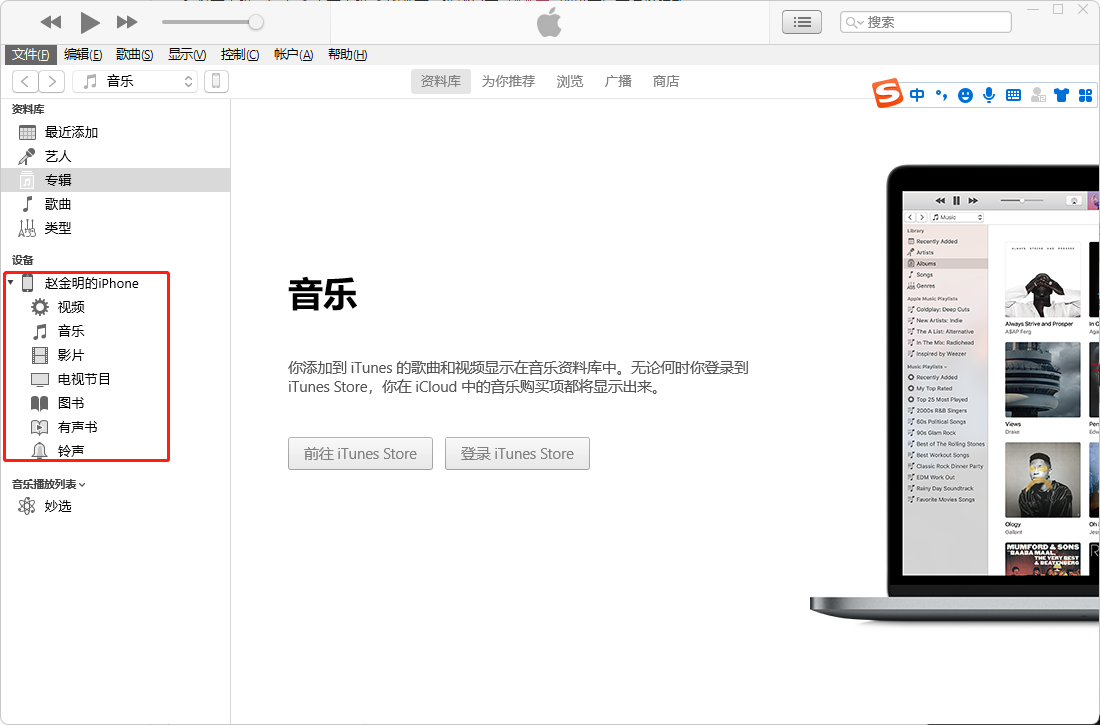 搜索
文件(F) 编辑(E) 歌曲(S) 显示(V) 控制(C) 帐户(A) 帮助(H)
音乐
资料库 为你推荐 浏览 广播 商店
中
资料库
最近添加
艺人
专辑
歌曲
类型
设备
赵金明的iPhone
视频
音乐
影片
电视节目
图书
有声书
铃声
音乐播放列表
妙选
音乐
你添加到 iTunes 的歌曲和视频显示在音乐资料库中。无论何时你登录到
iTunes Store，你在 iCloud 中的音乐购买项都将显示出来。
前往 iTunes Store
登录 iTunes Store
Music
Library
Recently Added
Artists
Albums
Songs
Genres
Apple Music Playlists
Coldplay: Deep Cuts
New Artists: Indie
The A List: Alternative
In The Mix: Radiohead
Inspired by Weezer
Music Playlists
Recently Added
My Top Rated
Top 25 Most Played
2000s R&B Singers
60s Political Songs
90s Glam Rock
Best of The Rolling Stones
Best Workout Songs
Classic Rock Dinner Party
EDM Work Out
Rainy Day Soundtrack
Favorite Movies Songs
ALWAYS STRIVE AND PROSPER
Always Strive and Prosper
A$AP Ferg
Views
Drake
Ology
Gallant
MUMFORD & SONS
BAABA MAAL,
THE VERY BEST
& BEATENBERG